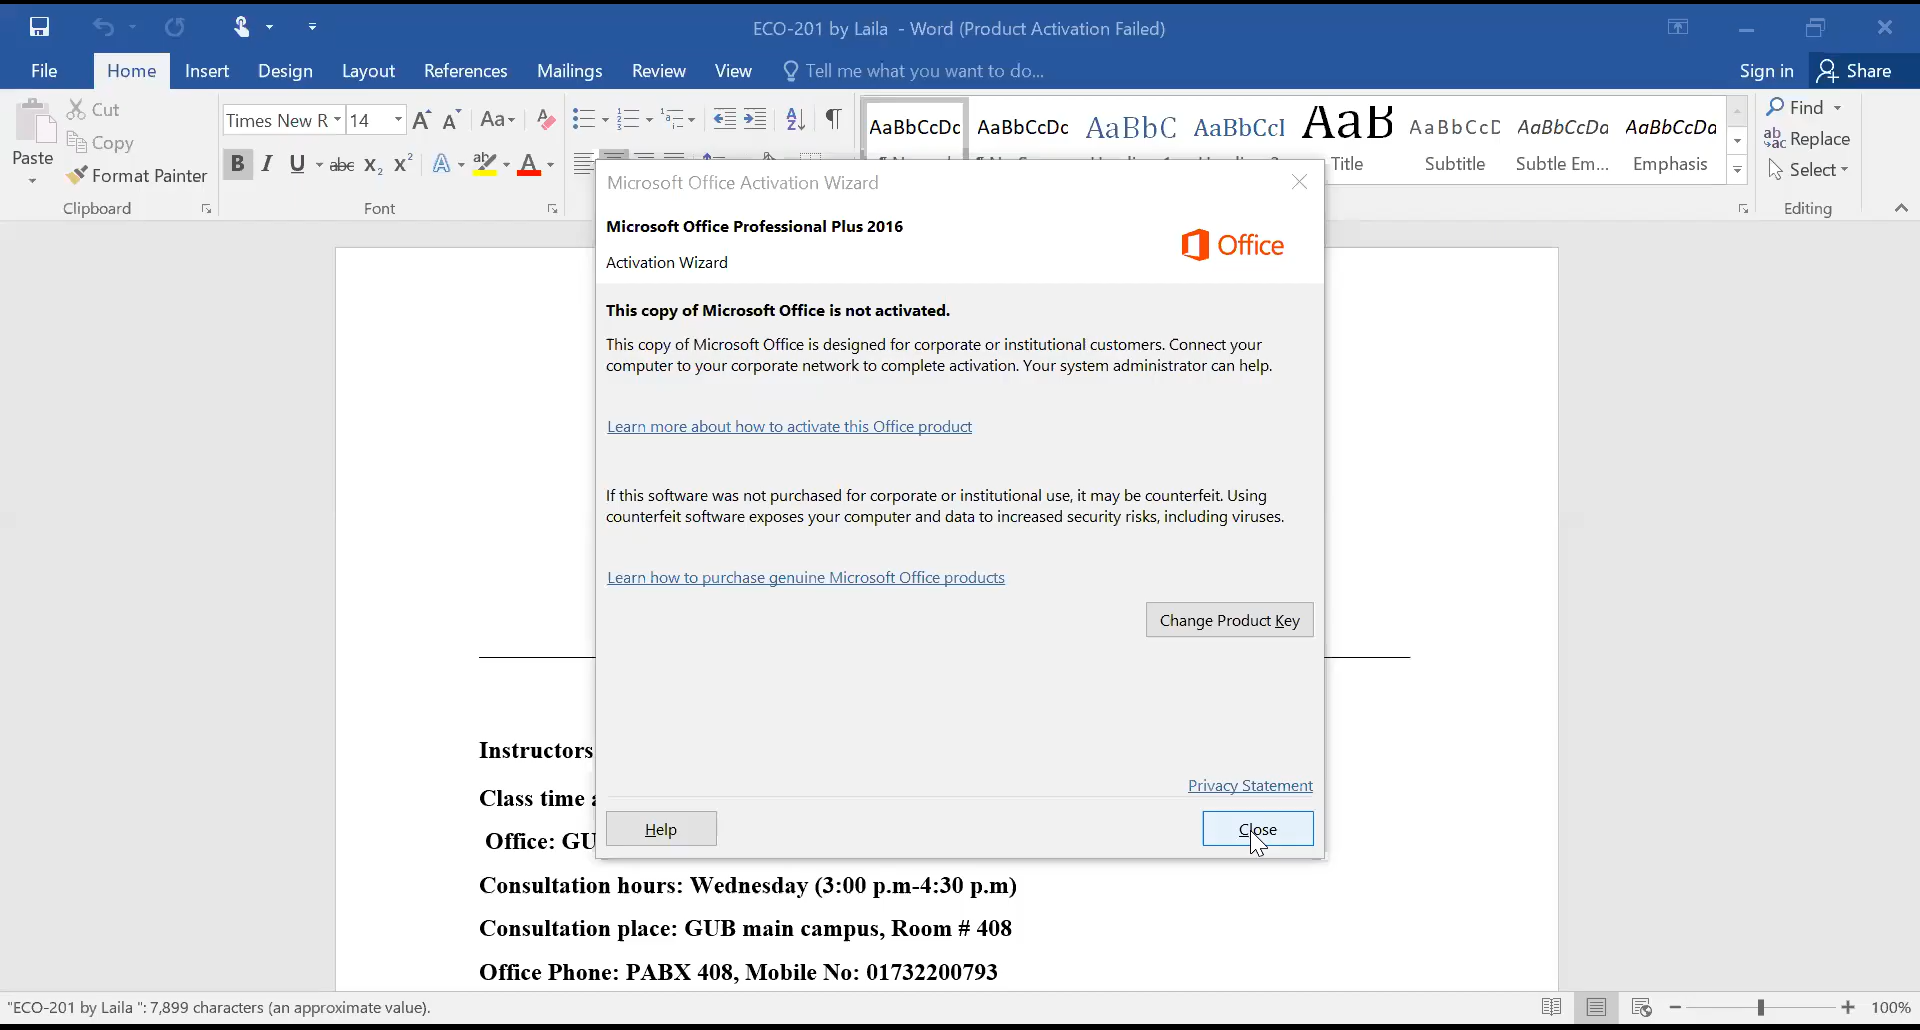 ECO-201 by Laila - Word (Product Activation Failed)
File Home Insert Design Layout References Mailings Review View Tell me what you want to do... Sign in Share
Cut
Copy
Format Painter
Paste
Clipboard
Times New R 14
Aa
B I U abc X₂ X² A A
Font
AaBbCcDc AaBbCcDc AaBbC AaBbCcI AaB AaBbCcD AaBbCcDa AaBbCcDa
Title Subtitle Subtle Em... Emphasis
Find
Replace
Select
Editing
Microsoft Office Activation Wizard
Microsoft Office Professional Plus 2016
Activation Wizard
Office
This copy of Microsoft Office is not activated.
This copy of Microsoft Office is designed for corporate or institutional customers. Connect your
computer to your corporate network to complete activation. Your system administrator can help.
Learn more about how to activate this Office product
If this software was not purchased for corporate or institutional use, it may be counterfeit. Using
counterfeit software exposes your computer and data to increased security risks, including viruses.
Learn how to purchase genuine Microsoft Office products
Change Product Key
Privacy Statement
Help
Close
Instructors
Class time
Office: GU
Consultation hours: Wednesday (3:00 p.m-4:30 p.m)
Consultation place: GUB main campus, Room # 408
Office Phone: PABX 408, Mobile No: 01732200793
"ECO-201 by Laila ": 7,899 characters (an approximate value).
100%